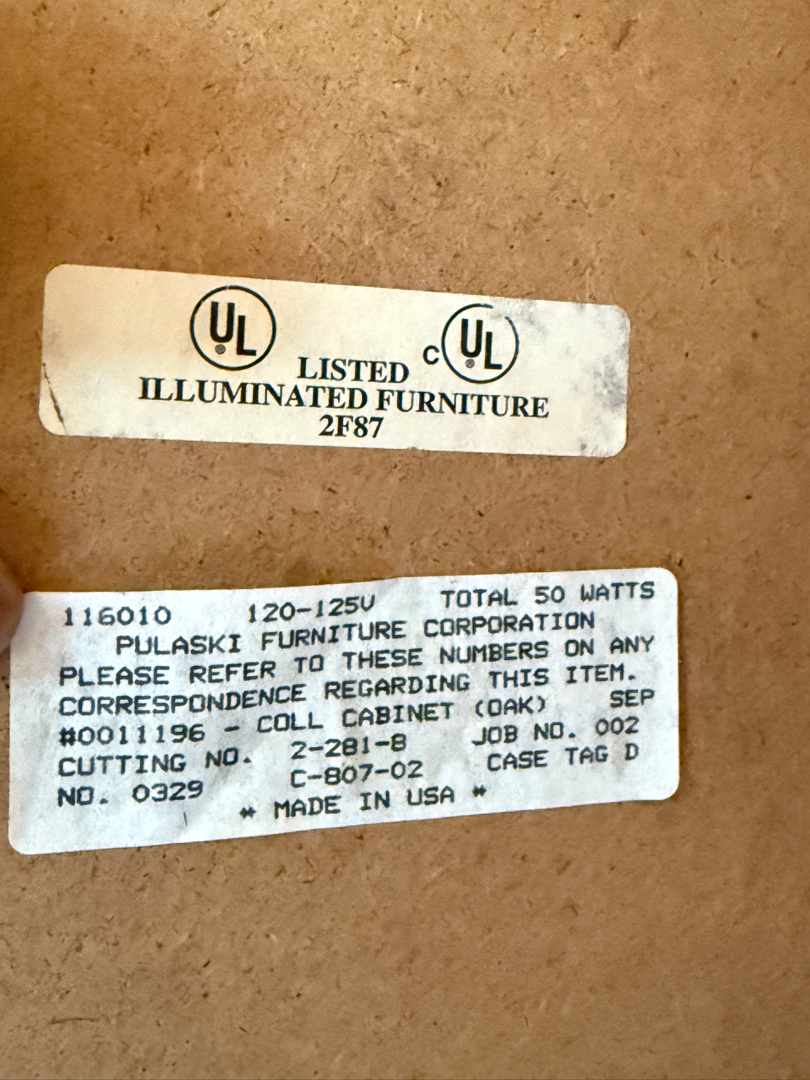 UL C UL
LISTED
ILLUMINATED FURNITURE
2F87
116010 120-125V TOTAL 50 WATTS
PULASKI FURNITURE CORPORATION
PLEASE REFER TO THESE NUMBERS ON ANY
CORRESPONDENCE REGARDING THIS ITEM.
#0011196 - COLL CABINET (OAK) SEP
CUTTING NO. 2-281-8 JOB NO. 002
NO. 0329 C-807-02 CASE TAG D
* MADE IN USA *